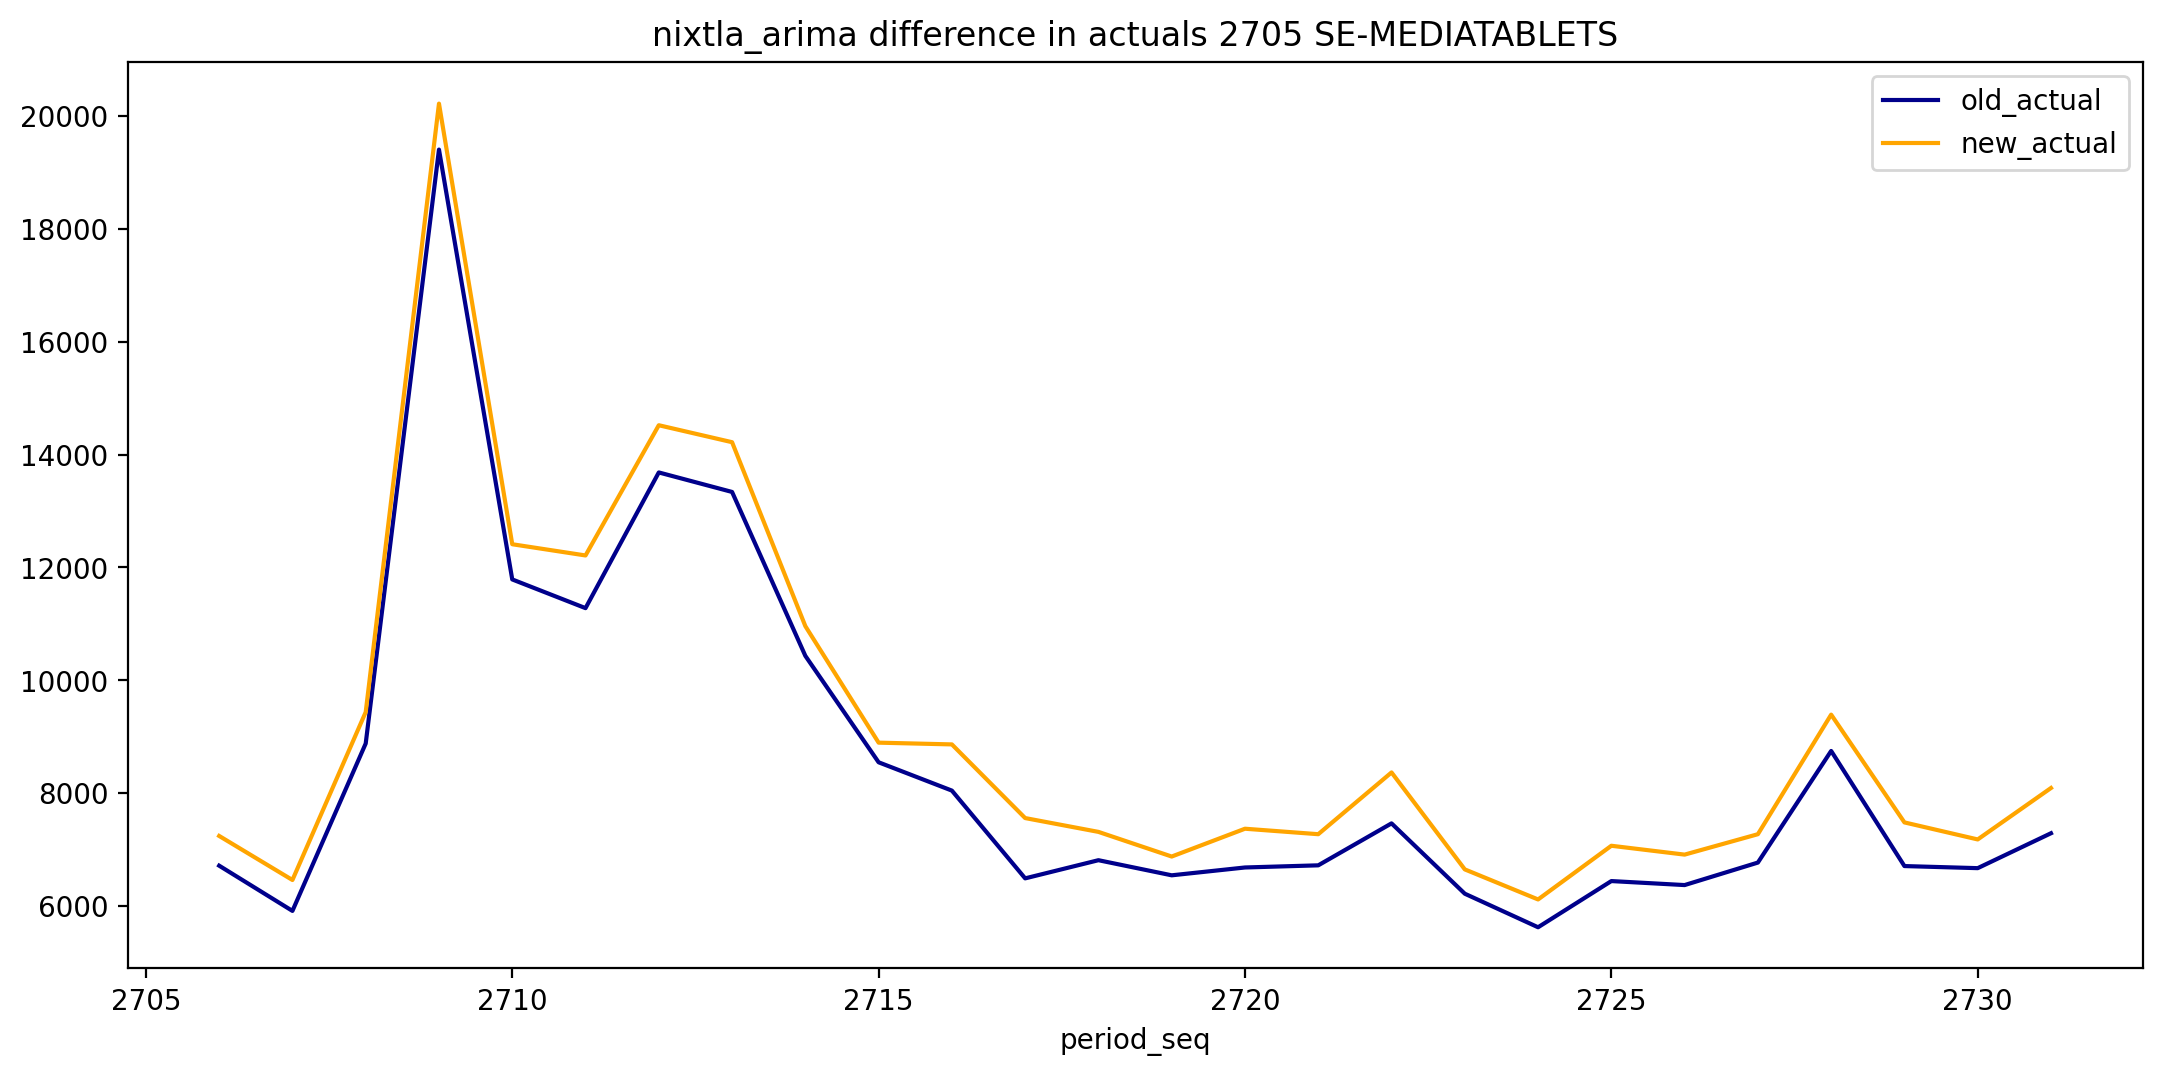 nixtla_arima difference in actuals 2705 SE-MEDIATABLETS
old_actual
new_actual
20000
18000
16000
14000
12000
10000
8000
6000
2705 2710 2715 2720 2725 2730
period_seq